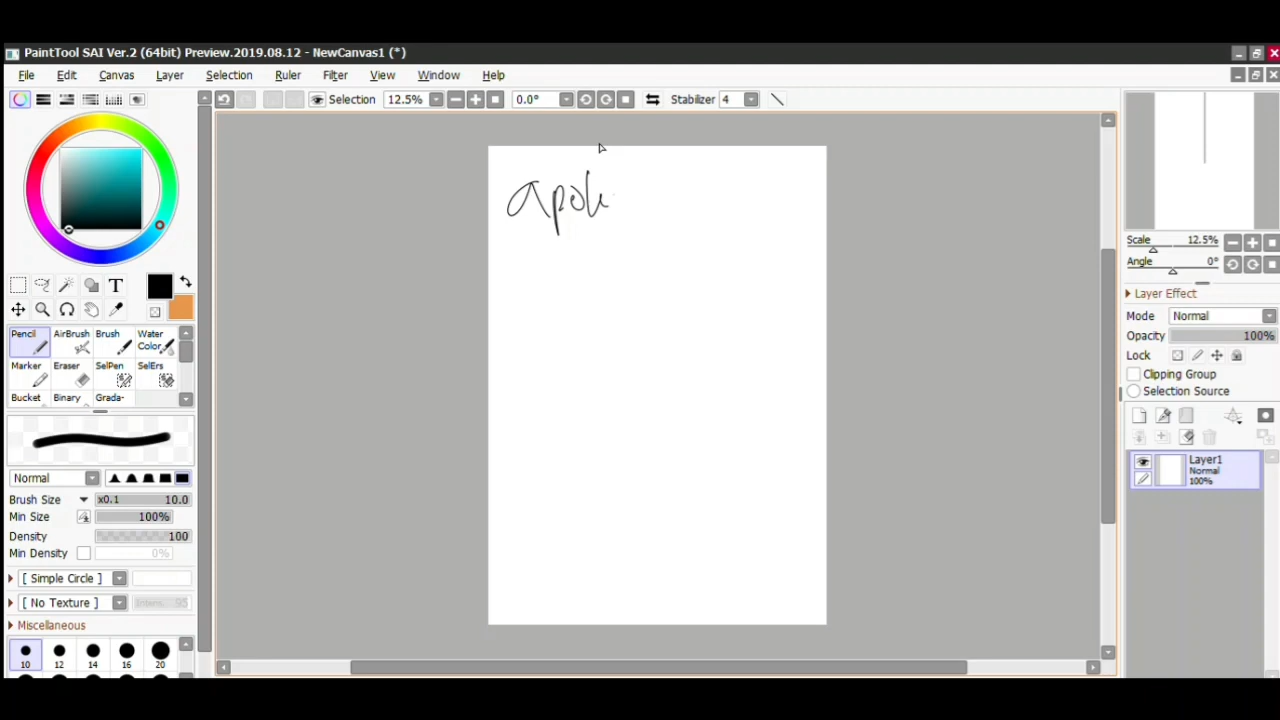 PaintTool SAI Ver.2 (64bit) Preview.2019.08.12 - NewCanvas1 (*)
File Edit Canvas Layer Selection Ruler Filter View Window Help
Selection 12.5% 0.0° Stabilizer 4
Scale 12.5%
Angle 0°
T
Layer Effect
Mode Normal
Opacity 100%
Lock
Clipping Group
Selection Source
Layer1
Normal
100%
Pencil AirBrush Brush Water Color
Marker Eraser SelPen SelErs
Bucket Binary Grada-
Normal
Brush Size x0.1 10.0
Min Size 100%
Density 100
Min Density 0%
[ Simple Circle ]
[ No Texture ] Intens. 95
Miscellaneous
10 12 14 16 20